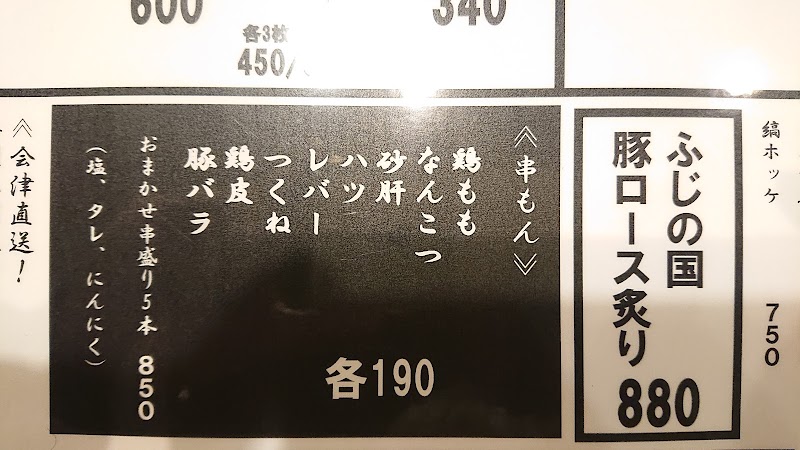 600
各3枚
450/
340
縞ホッケ
750
ふじの国
豚ロース炙り
880
≪串もん≫
鶏もも
なんこつ
砂肝
ハツ
レバー
つくね
鶏皮
豚バラ
各190
おまかせ串盛り5本 850
(塩、タレ、にんにく)
≪会津直送!